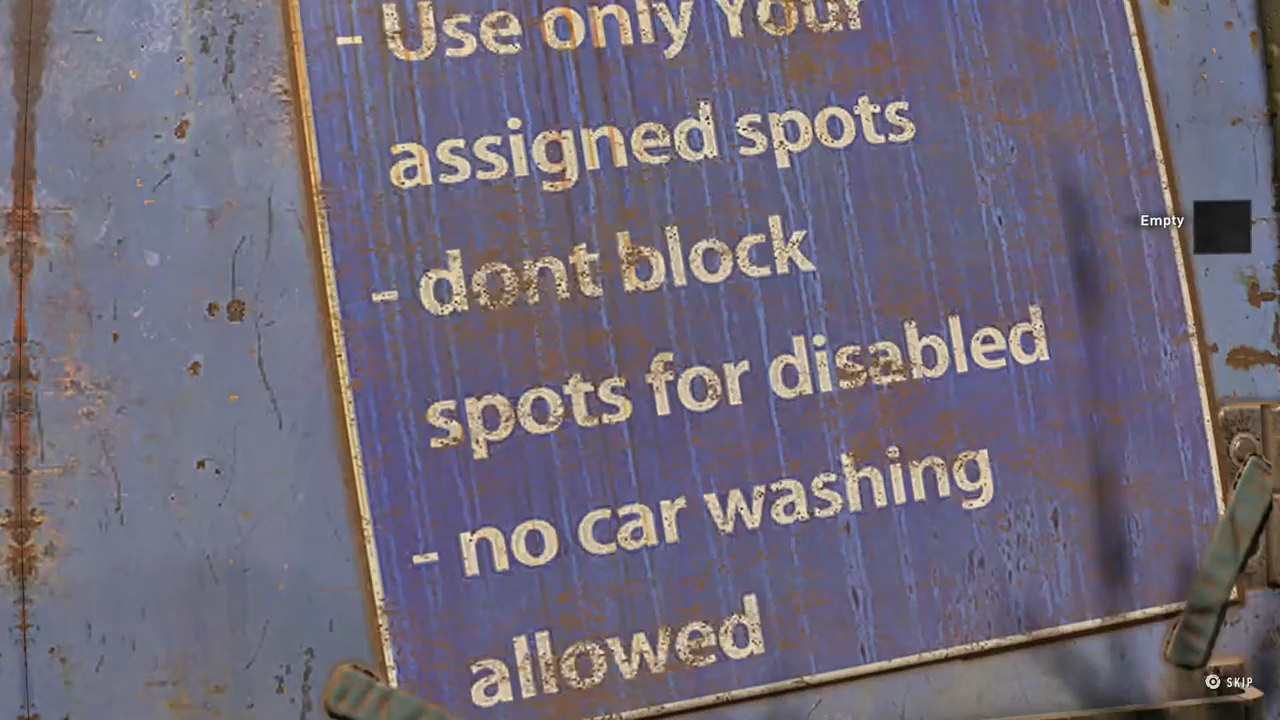 - Use only Your
assigned spots
- dont block
spots for disabled
- no car washing
allowed
Empty
SKIP